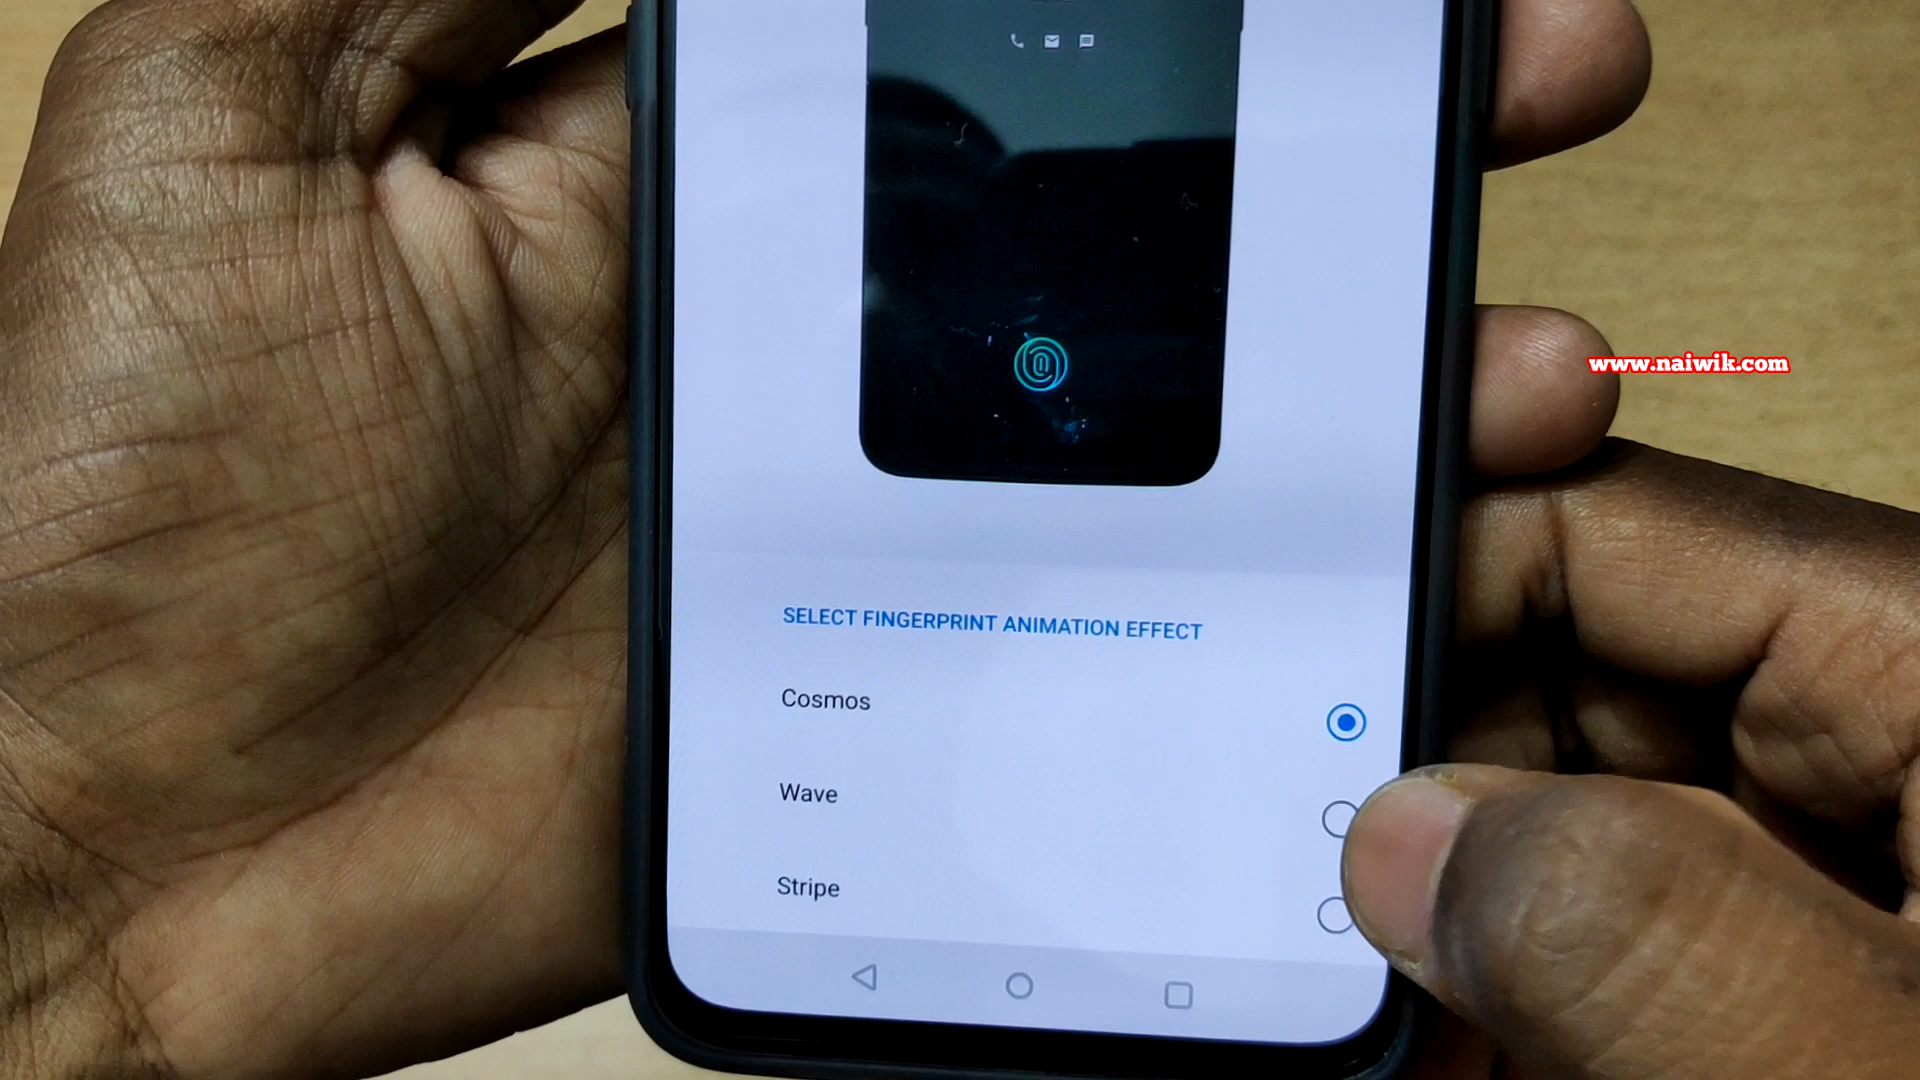 www.naiwik.com
SELECT FINGERPRINT ANIMATION EFFECT
Cosmos
Wave
Stripe